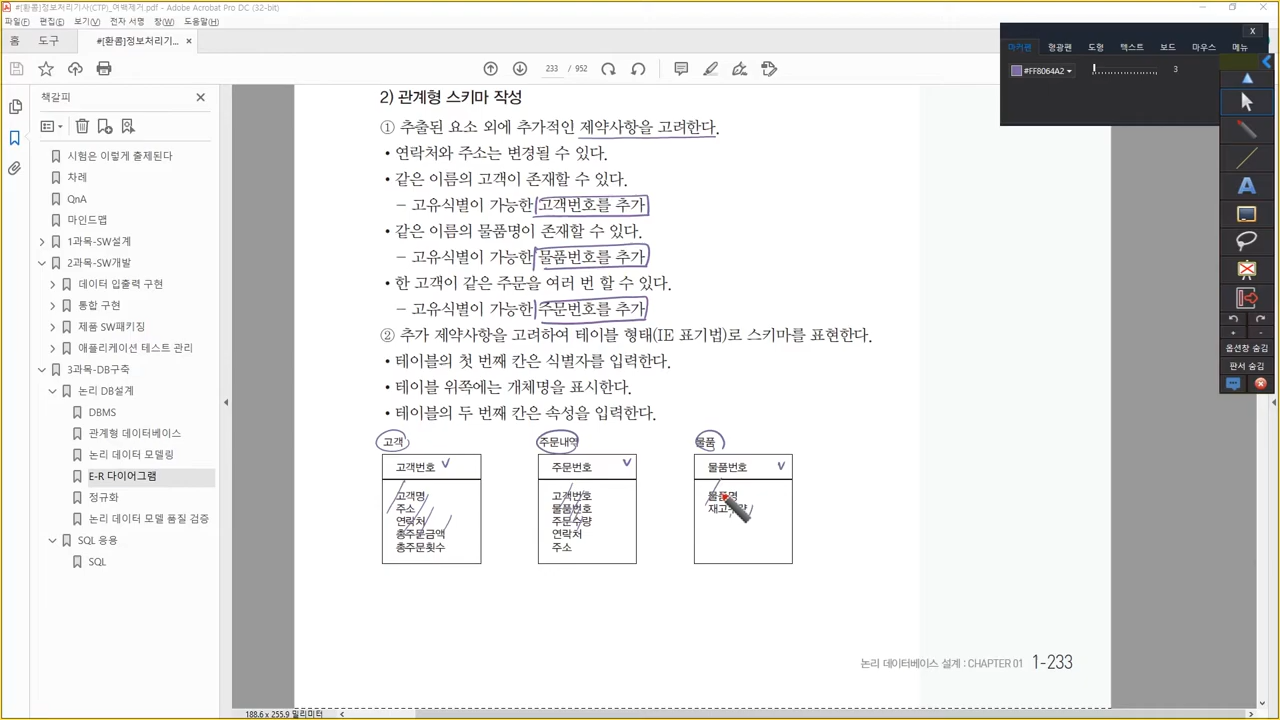 #[환콤]정보처리기사(CTP)_여백제거.pdf - Adobe Acrobat Pro DC (32-bit)
파일(F) 편집(E) 보기(V) 전자 서명 창(W) 도움말(H)
홈 도구 #[환콤]정보처리기... ×
233 / 952
책갈피
시험은 이렇게 출제된다
차례
QnA
마인드맵
1과목-SW설계
2과목-SW개발
데이터 입출력 구현
통합 구현
제품 SW패키징
애플리케이션 테스트 관리
3과목-DB구축
논리 DB설계
DBMS
관계형 데이터베이스
논리 데이터 모델링
E-R 다이어그램
정규화
논리 데이터 모델 품질 검증
SQL 응용
SQL
2) 관계형 스키마 작성
① 추출된 요소 외에 추가적인 제약사항을 고려한다.
• 연락처와 주소는 변경될 수 있다.
• 같은 이름의 고객이 존재할 수 있다.
– 고유식별이 가능한 고객번호를 추가
• 같은 이름의 물품명이 존재할 수 있다.
– 고유식별이 가능한 물품번호를 추가
• 한 고객이 같은 주문을 여러 번 할 수 있다.
– 고유식별이 가능한 주문번호를 추가
② 추가 제약사항을 고려하여 테이블 형태(IE 표기법)로 스키마를 표현한다.
• 테이블의 첫 번째 칸은 식별자를 입력한다.
• 테이블 위쪽에는 개체명을 표시한다.
• 테이블의 두 번째 칸은 속성을 입력한다.
고객
고객번호
고객명
주소
연락처
총주문금액
총주문횟수
주문내역
주문번호
고객번호
물품번호
주문수량
연락처
주소
물품
물품번호
물품명
재고수량
논리 데이터베이스 설계 : CHAPTER 01 1-233
188.6 x 255.9 밀리미터
X
마커펜 형광펜 도형 텍스트 보드 마우스 메뉴
#FF8064A2 3
A
옵션창 숨김
판서 숨김